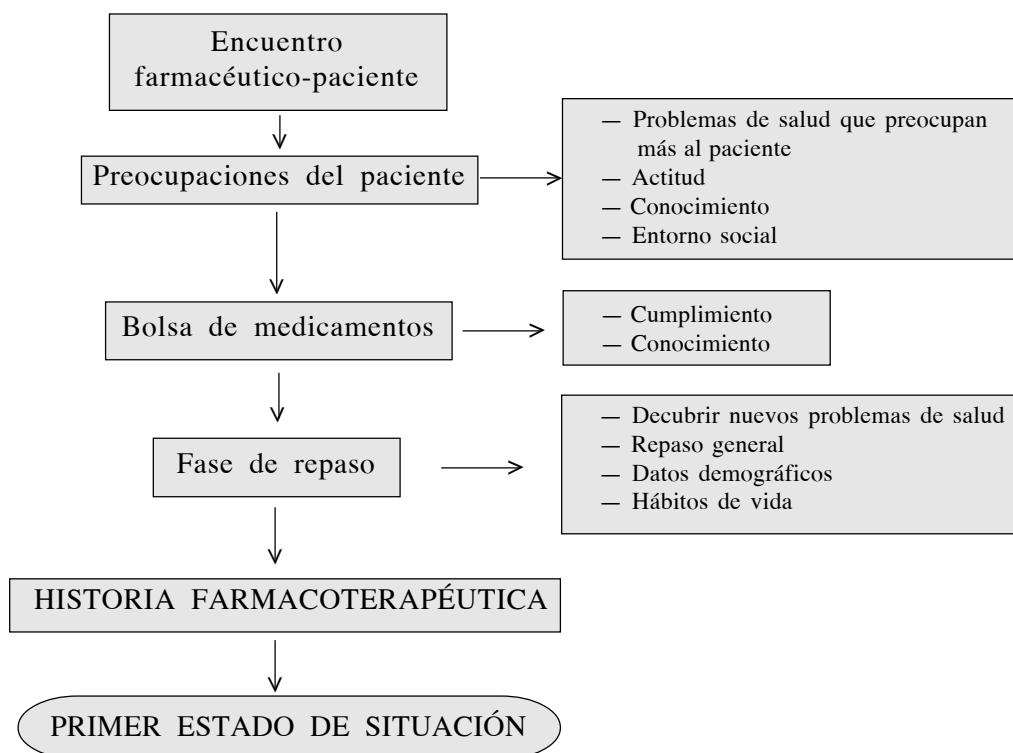 Encuentro
farmacéutico-paciente
Preocupaciones del paciente
— Problemas de salud que preocupan
más al paciente
— Actitud
— Conocimiento
— Entorno social
Bolsa de medicamentos
— Cumplimiento
— Conocimiento
Fase de repaso
— Decubrir nuevos problemas de salud
— Repaso general
— Datos demográficos
— Hábitos de vida
HISTORIA FARMACOTERAPÉUTICA
PRIMER ESTADO DE SITUACIÓN